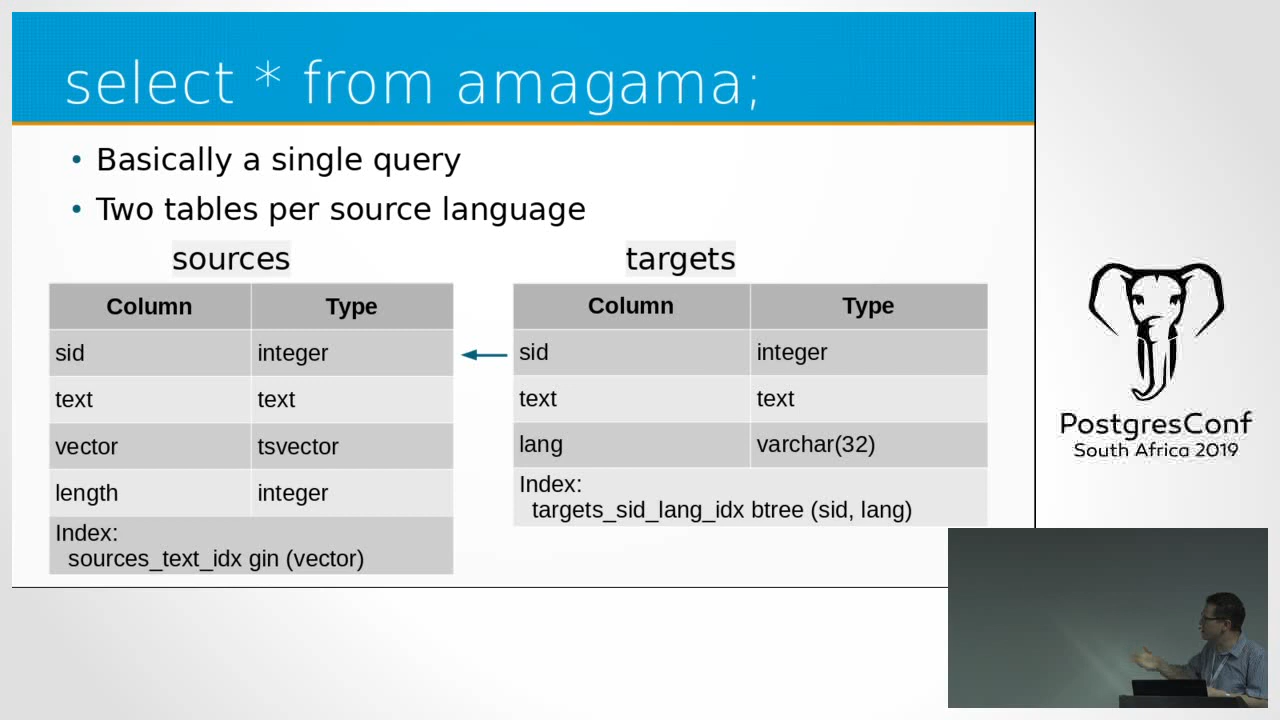 select * from amagama;
• Basically a single query
• Two tables per source language
sources
Column Type
sid integer
text text
vector tsvector
length integer
Index:
sources_text_idx gin (vector)
targets
Column Type
sid integer
text text
lang varchar(32)
Index:
targets_sid_lang_idx btree (sid, lang)
PostgresConf
South Africa 2019